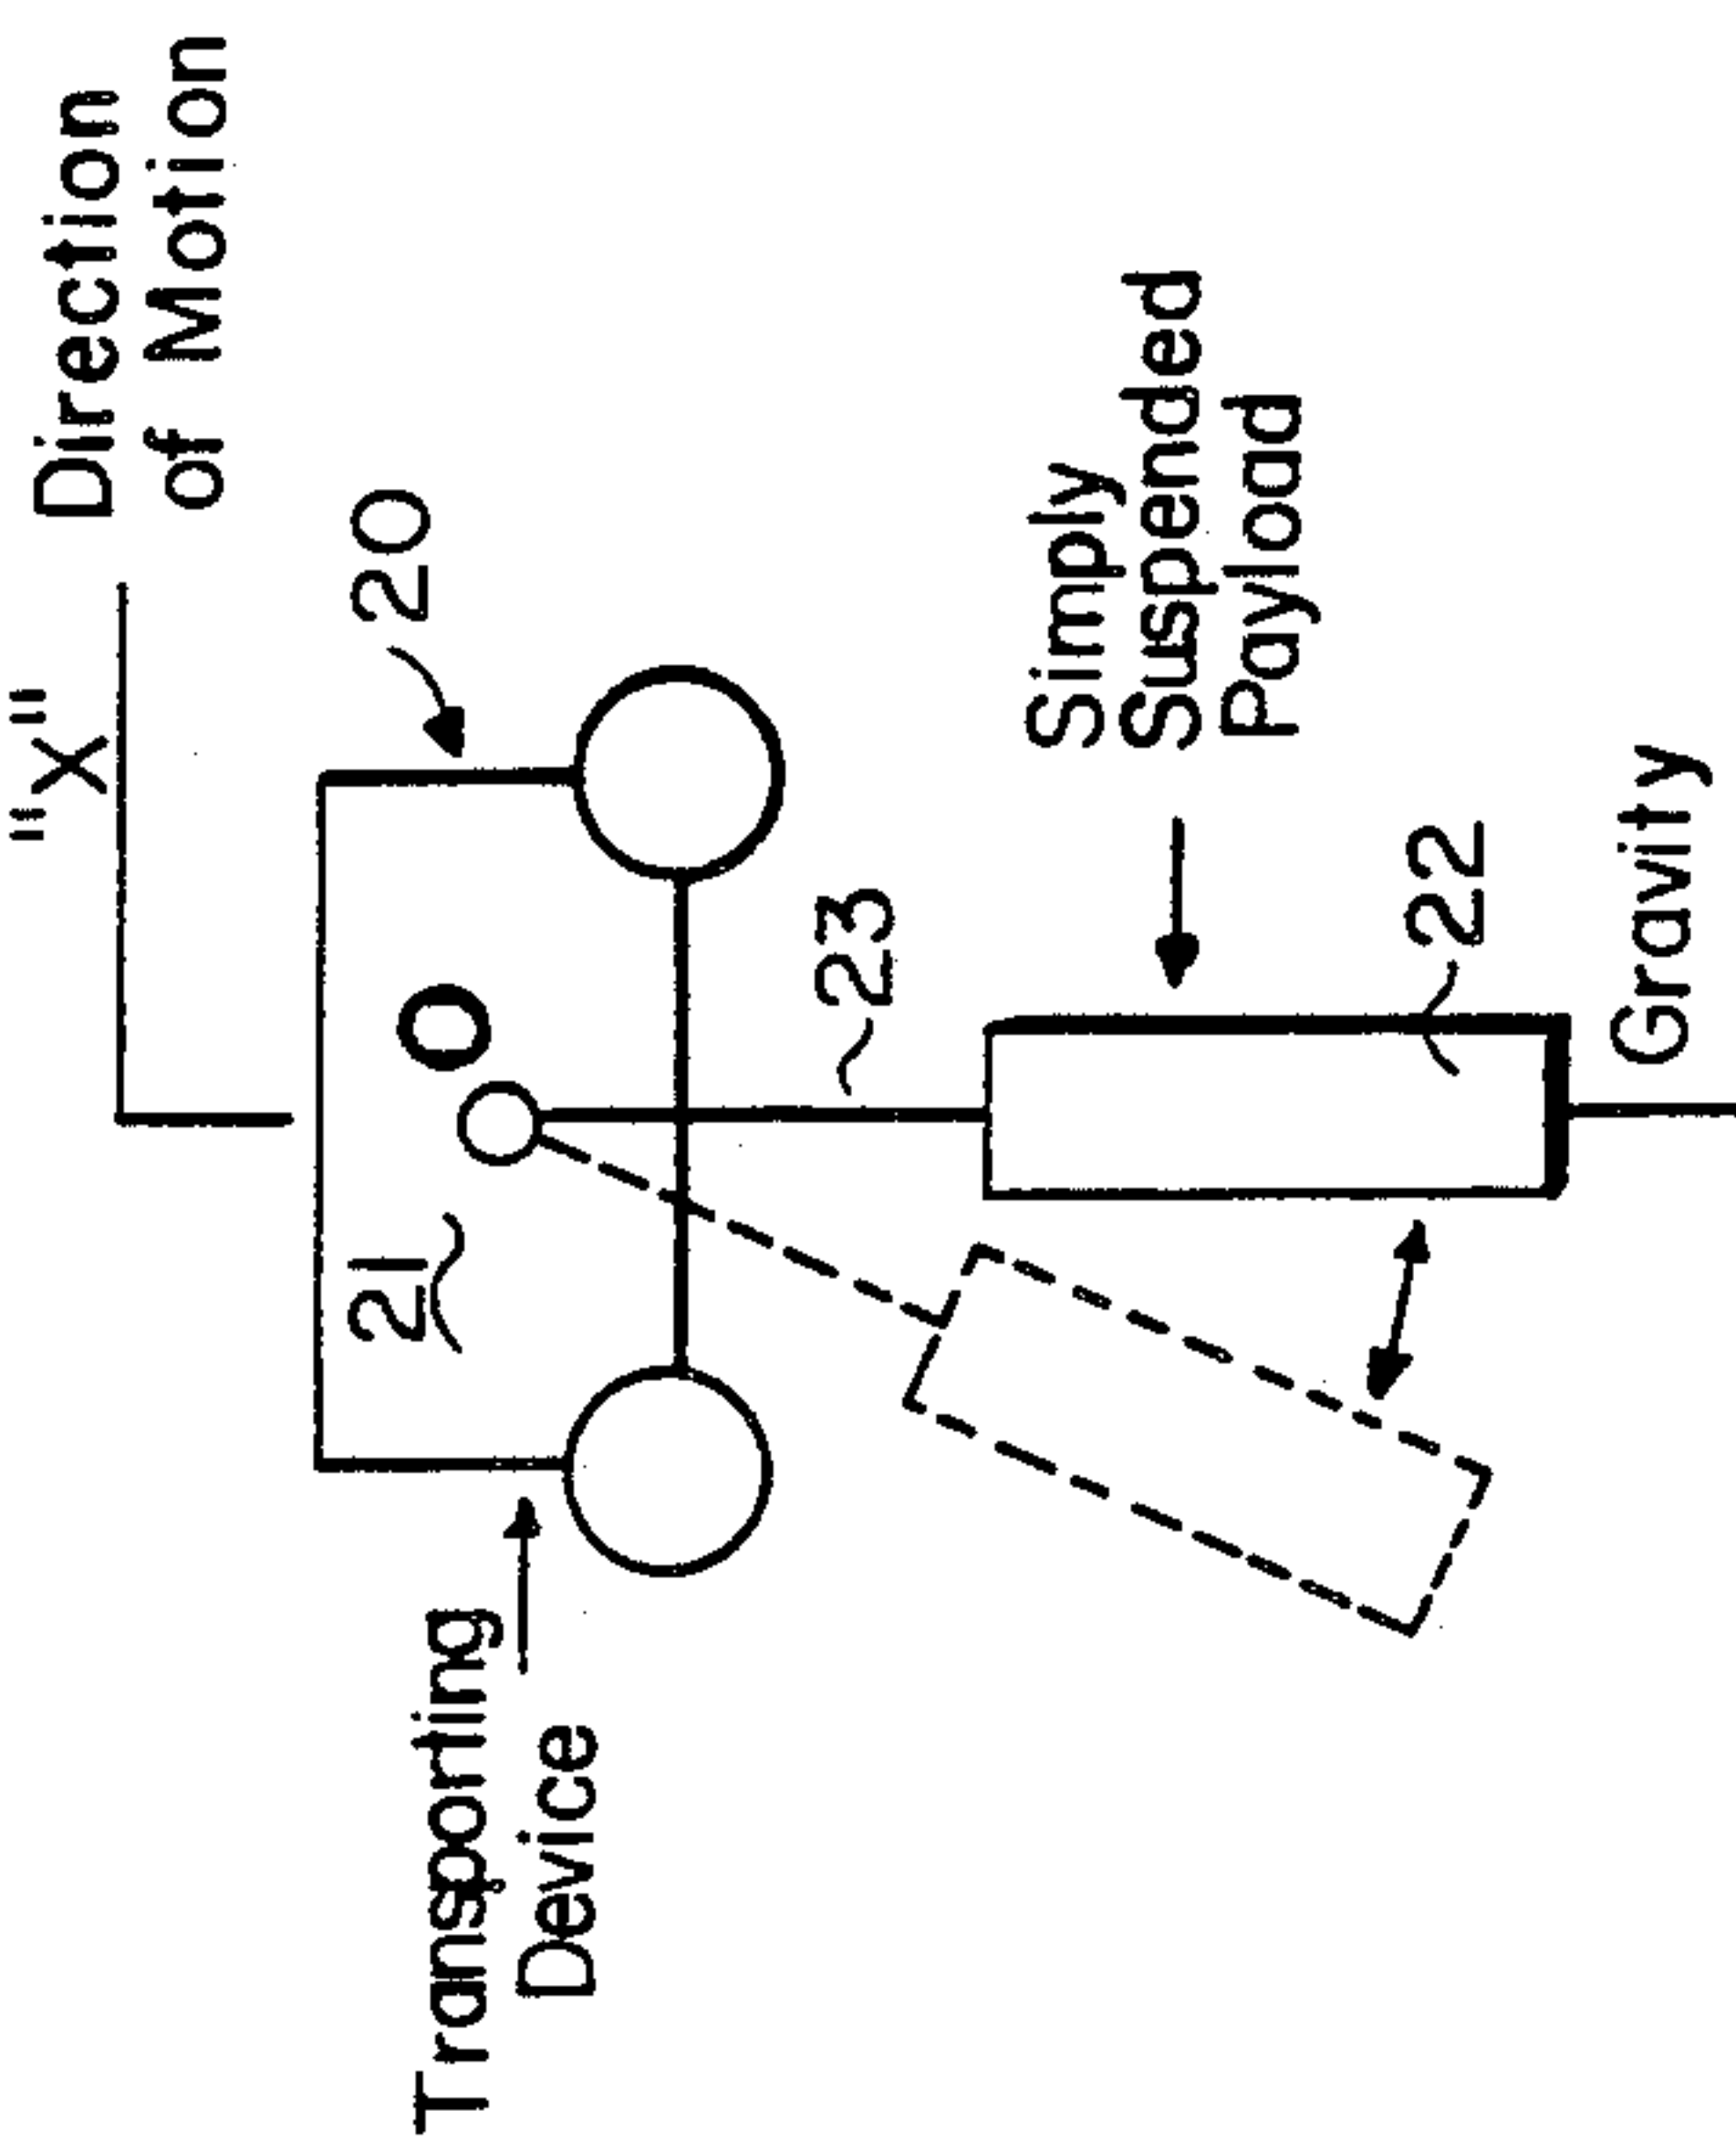 "X"
Direction
of Motion
20
21
O
Transporting
Device
23
Simply
Suspended
Payload
22
Gravity